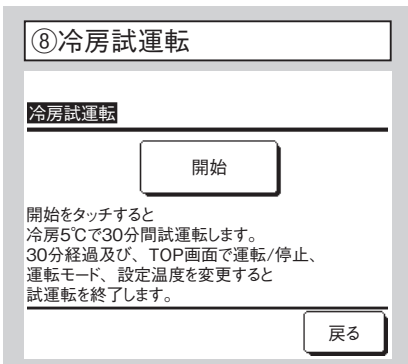 ⑧冷房試運転
冷房試運転
開始
開始をタッチすると
冷房5℃で30分間試運転します。
30分経過及び、TOP画面で運転/停止、
運転モード、設定温度を変更すると
試運転を終了します。
戻る